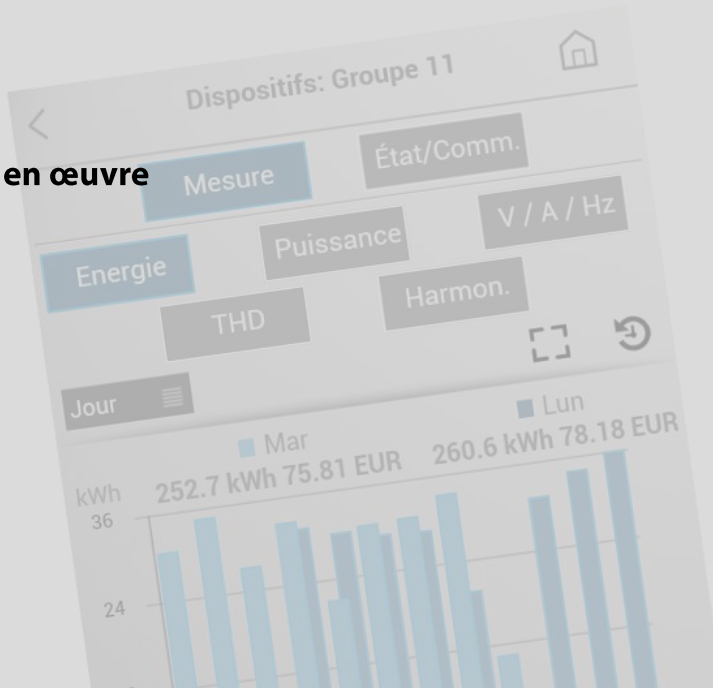 Dispositifs: Groupe 11
en œuvre
Mesure
État/Comm.
Energie
Puissance
V / A / Hz
THD
Harmon.
Jour
Mar
Lun
252.7 kWh 75.81 EUR
260.6 kWh 78.18 EUR
kWh
36
24